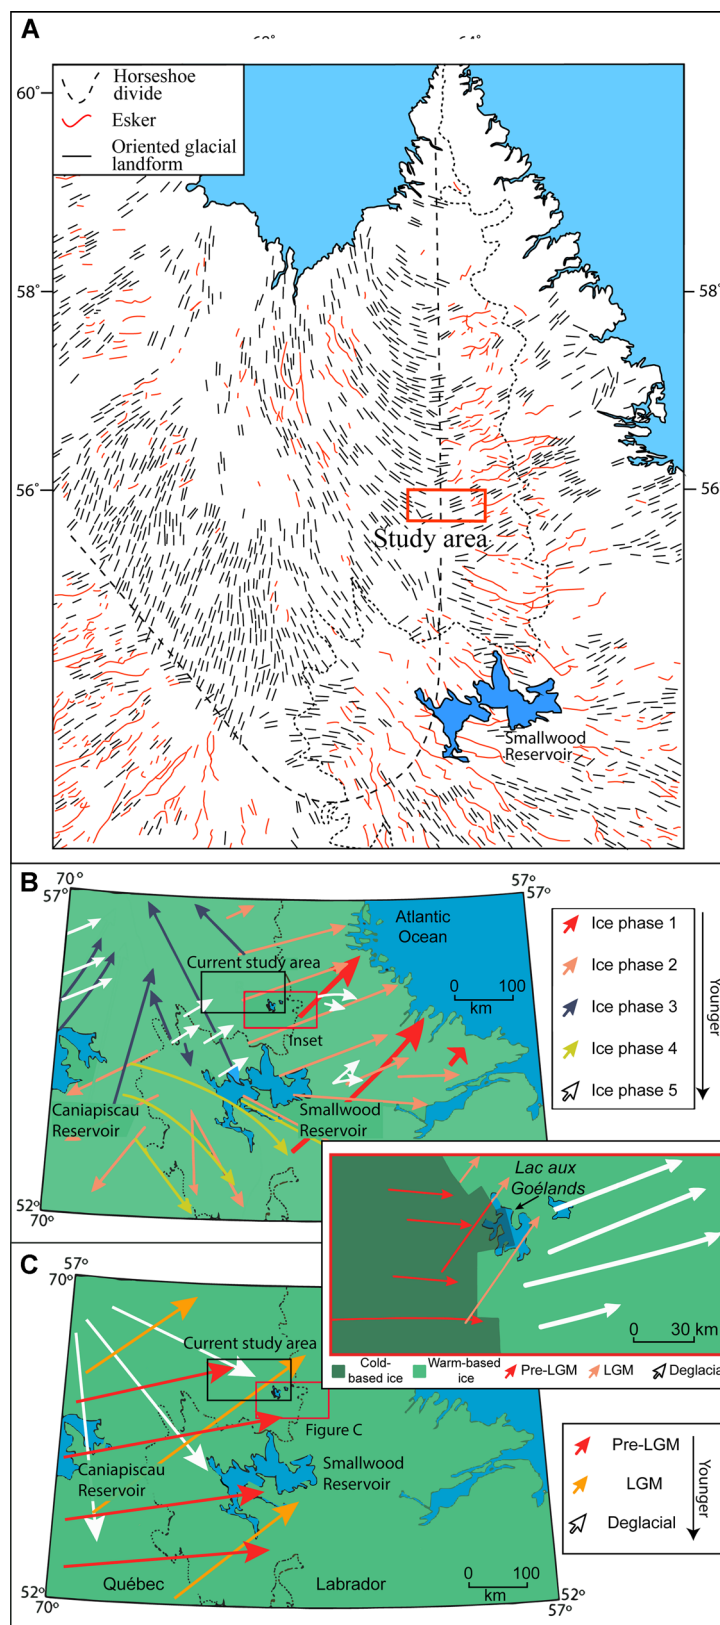 A
60°
Horseshoe
divide
Esker
Oriented glacial
landform
58°
58°
56°
56°
Study area
Smallwood
Reservoir
B
70°
57°
57°
57°
Atlantic
Ocean
Current study area
0 100
km
Inset
Caniapiscau
Reservoir
Smallwood
Reservoir
52°
70°
Ice phase 1
Ice phase 2
Ice phase 3
Ice phase 4
Ice phase 5
Younger
Lac aux
Goélands
0 30 km
Cold-
based ice
Warm-based
ice
Pre-LGM
LGM
Deglacial
C
57°
70°
Current study area
Figure C
Caniapiscau
Reservoir
Smallwood
Reservoir
Québec
Labrador
0 100
km
52°
70°
52°
57°
Pre-LGM
LGM
Deglacial
Younger